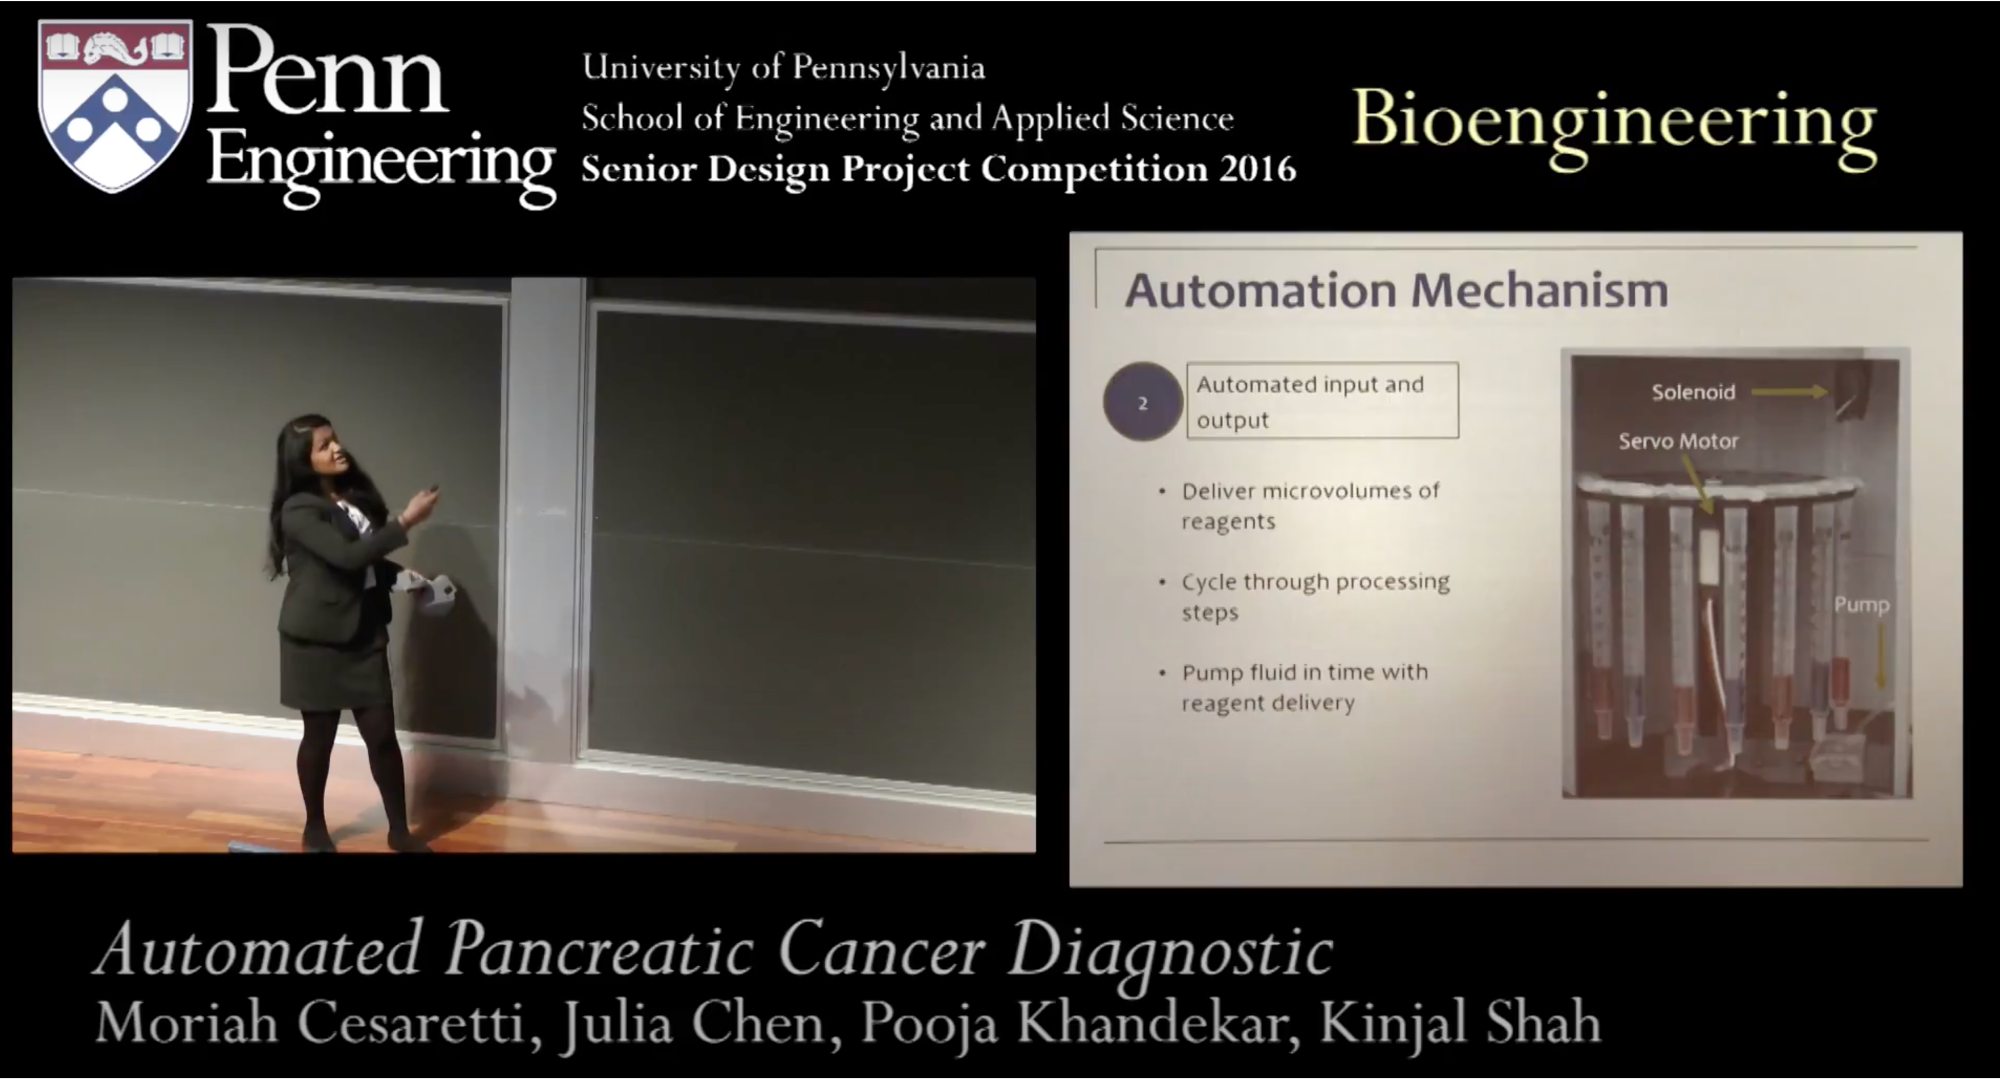 Penn
Engineering
University of Pennsylvania
School of Engineering and Applied Science
Senior Design Project Competition 2016
Bioengineering
Automation Mechanism
2
Automated input and
output
• Deliver microvolumes of
reagents
• Cycle through processing
steps
• Pump fluid in time with
reagent delivery
Solenoid
Servo Motor
Pump
Automated Pancreatic Cancer Diagnostic
Moriah Cesaretti, Julia Chen, Pooja Khandekar, Kinjal Shah